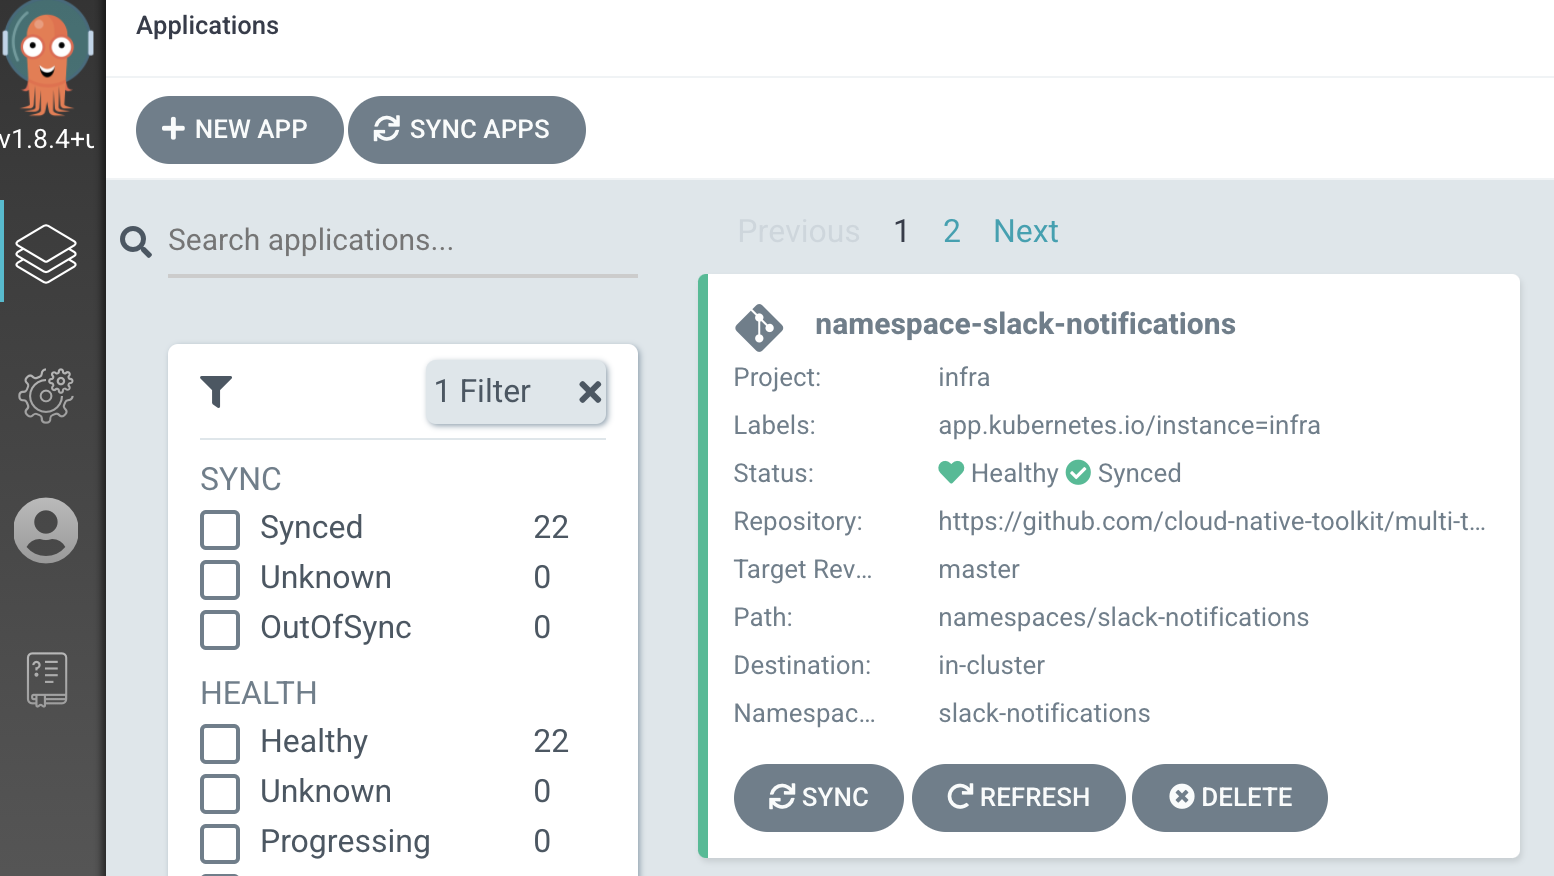 Applications
v1.8.4+u
NEW APP
SYNC APPS
Search applications...
Previous 1 2 Next
1 Filter
SYNC
Synced 22
Unknown 0
OutOfSync 0
HEALTH
Healthy 22
Unknown 0
Progressing 0
namespace-slack-notifications
Project: infra
Labels: app.kubernetes.io/instance=infra
Status: Healthy Synced
Repository: https://github.com/cloud-native-toolkit/multi-t...
Target Rev... master
Path: namespaces/slack-notifications
Destination: in-cluster
Namespac... slack-notifications
SYNC
REFRESH
DELETE